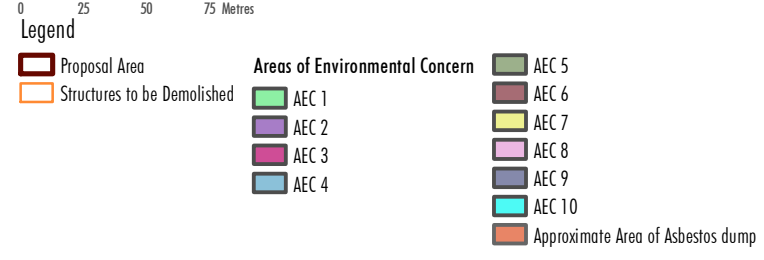 0 25 50 75 Metres
Legend
Proposal Area
Structures to be Demolished
Areas of Environmental Concern
AEC 1
AEC 2
AEC 3
AEC 4
AEC 5
AEC 6
AEC 7
AEC 8
AEC 9
AEC 10
Approximate Area of Asbestos dump